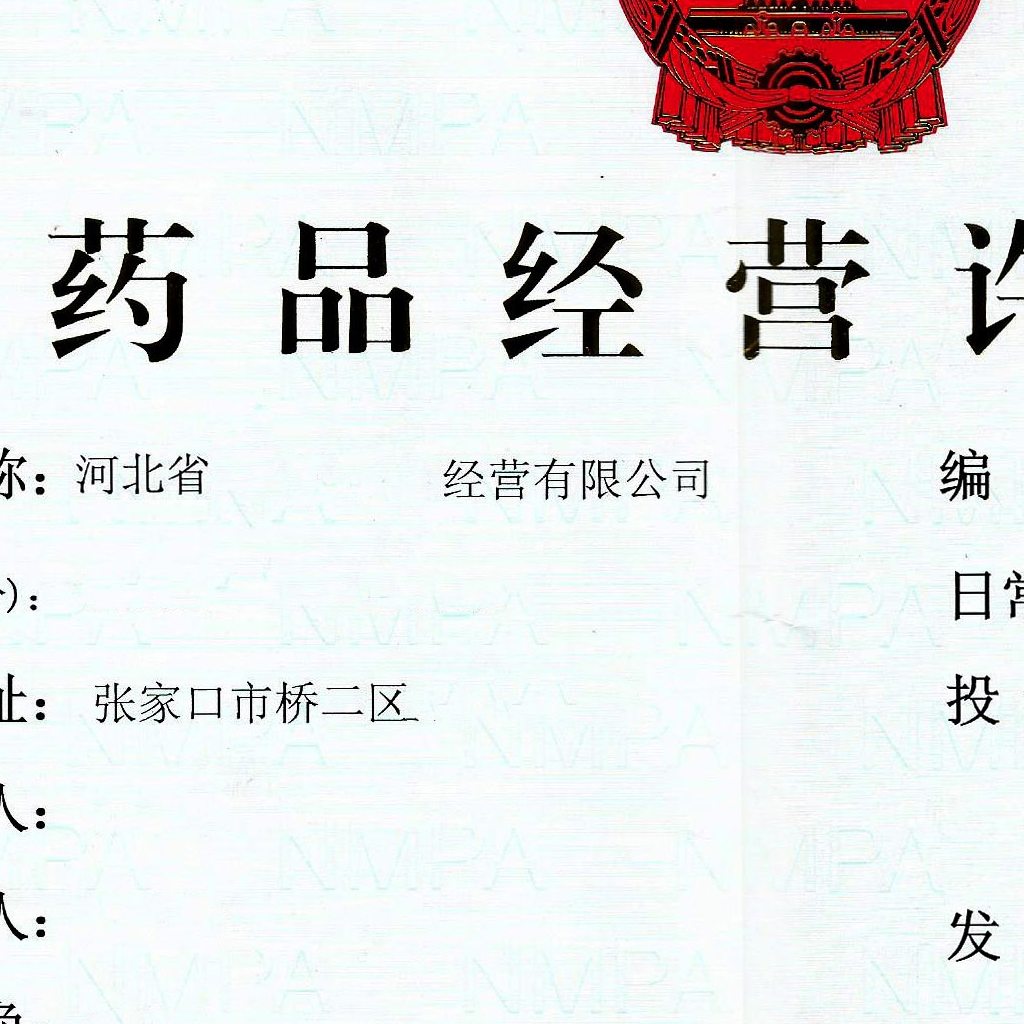 药品经营许
称：河北省 经营有限公司 编
）： 日常
址：张家口市桥二区 投
人：
人：
发
NMPA